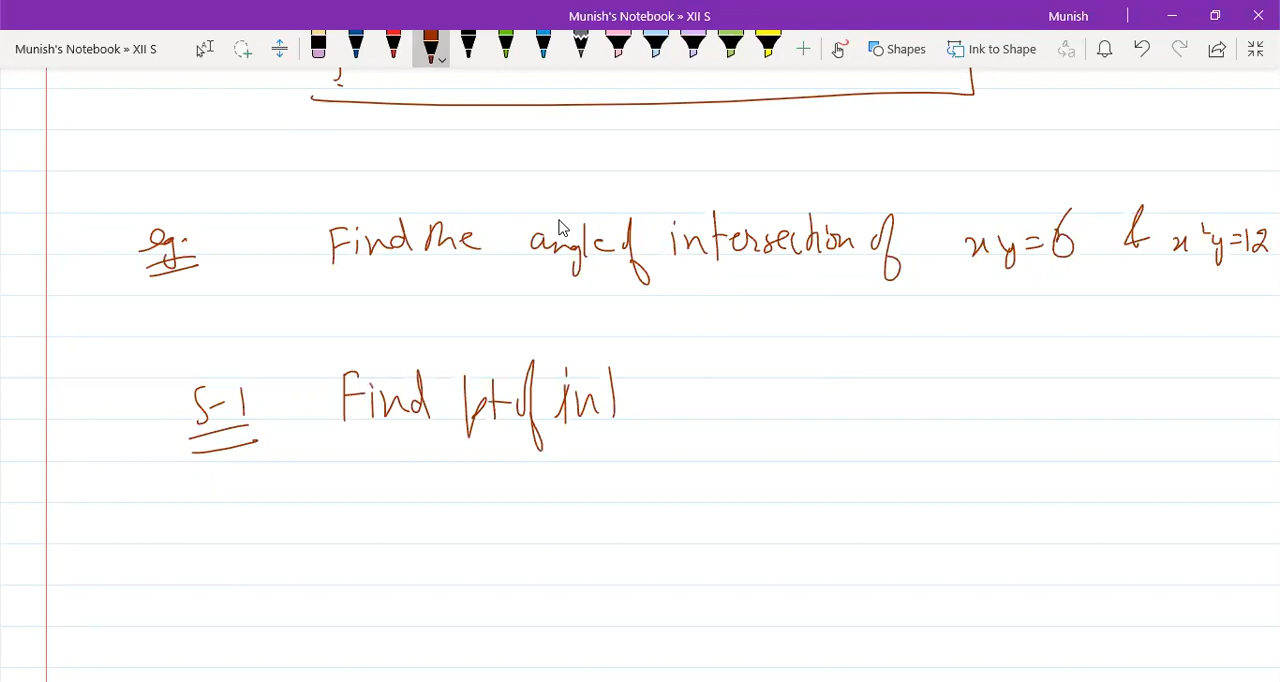 Munish's Notebook » XII S
Munish
Munish's Notebook » XII S
Shapes
Ink to Shape
eg. Find the angle of intersection of xy=6 & x²y=12
S-1 Find pt of int